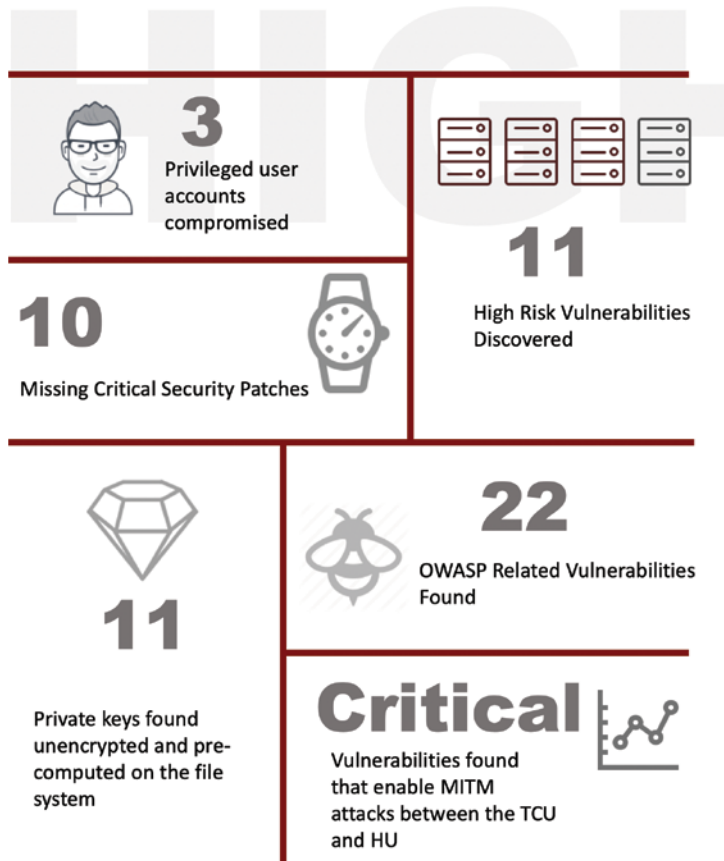 HIGH
3
Privileged user
accounts
compromised
11
High Risk Vulnerabilities
Discovered
10
Missing Critical Security Patches
11
Private keys found
unencrypted and pre-
computed on the file
system
22
OWASP Related Vulnerabilities
Found
Critical
Vulnerabilities found
that enable MITM
attacks between the TCU
and HU